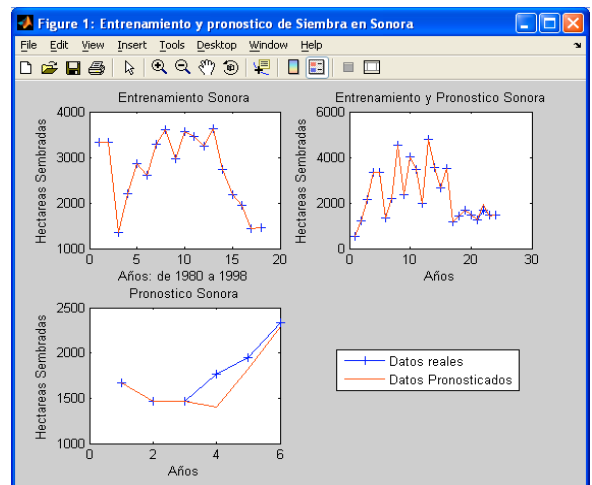 Figure 1: Entrenamiento y pronostico de Siembra en Sonora
File Edit View Insert Tools Desktop Window Help
Entrenamiento Sonora
4000
3000
2000
1000
0 5 10 15 20
Hectareas Sembradas
Años: de 1980 a 1998
Entrenamiento y Pronostico Sonora
6000
4000
2000
0
0 10 20 30
Hectareas Sembradas
Años
Pronostico Sonora
2500
2000
1500
1000
0 2 4 6
Hectareas Sembradas
Años
Datos reales
Datos Pronosticados